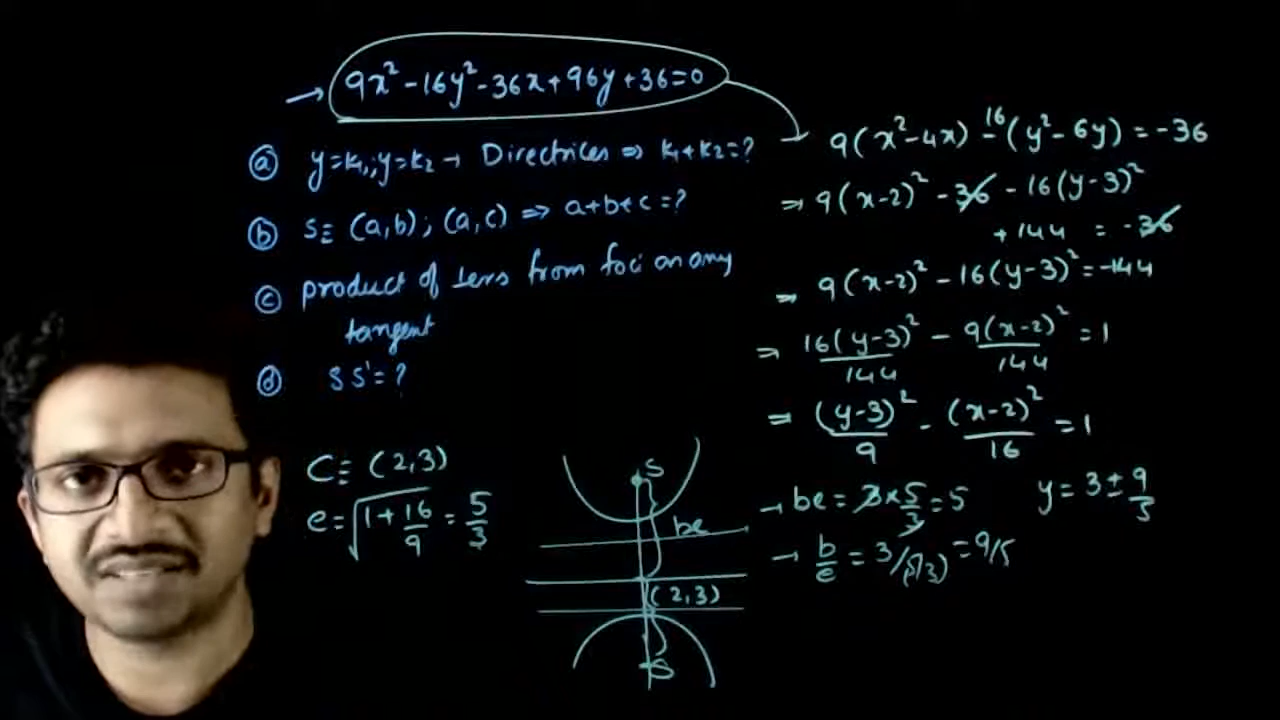 → 9x² - 16y² - 36x + 96y + 36 = 0
ⓐ y=k₁, ; y=k₂ → Directrices ⇒ k₁+k₂=?
ⓑ S≡ (a,b) ; (a,c) ⇒ a+b+c=?
ⓒ product of ⊥ers from foci on any
tangent
ⓓ SS'=?
C≡ (2,3)
e=√(1+16/9) = 5/3
9(x²-4x) - 16(y²-6y) = -36
⇒ 9(x-2)² - 36 - 16(y-3)²
+144 = -36
⇒ 9(x-2)² - 16(y-3)² = -144
⇒ 16(y-3)²/144 - 9(x-2)²/144 = 1
⇒ (y-3)²/9 - (x-2)²/16 = 1
→ be = 3×5/3 = 5
y = 3 ± 9/5
→ b/e = 3/(5/3) = 9/5
S
be
(2,3)
S